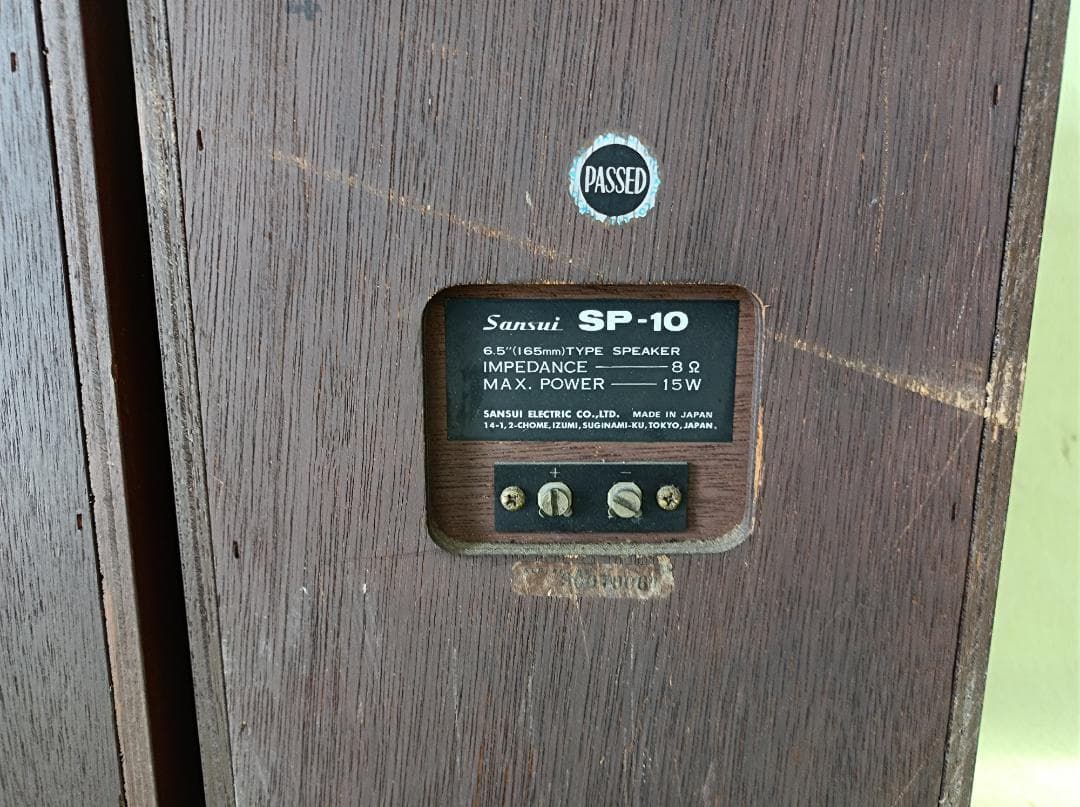 PASSED
Sansui SP-10
6.5"(165mm)TYPE SPEAKER
IMPEDANCE 8Ω
MAX. POWER 15W
SANSUI ELECTRIC CO.,LTD. MADE IN JAPAN
14-1, 2-CHOME, IZUMI, SUGINAMI-KU, TOKYO, JAPAN.
+ −